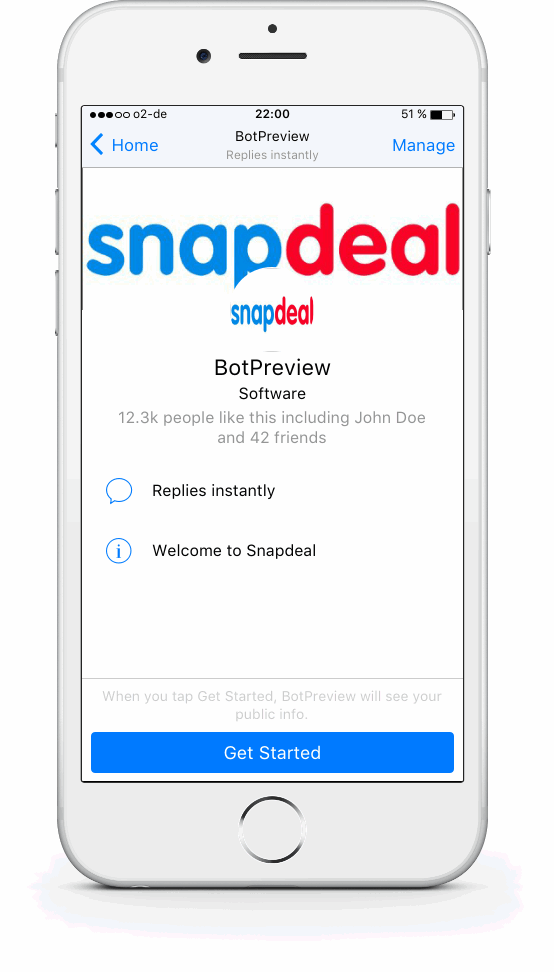 o2-de 22:00 51 %
Home BotPreview Manage
Replies instantly
snapdeal
snapdeal
BotPreview
Software
12.3k people like this including John Doe
and 42 friends
Replies instantly
i Welcome to Snapdeal
When you tap Get Started, BotPreview will see your
public info.
Get Started